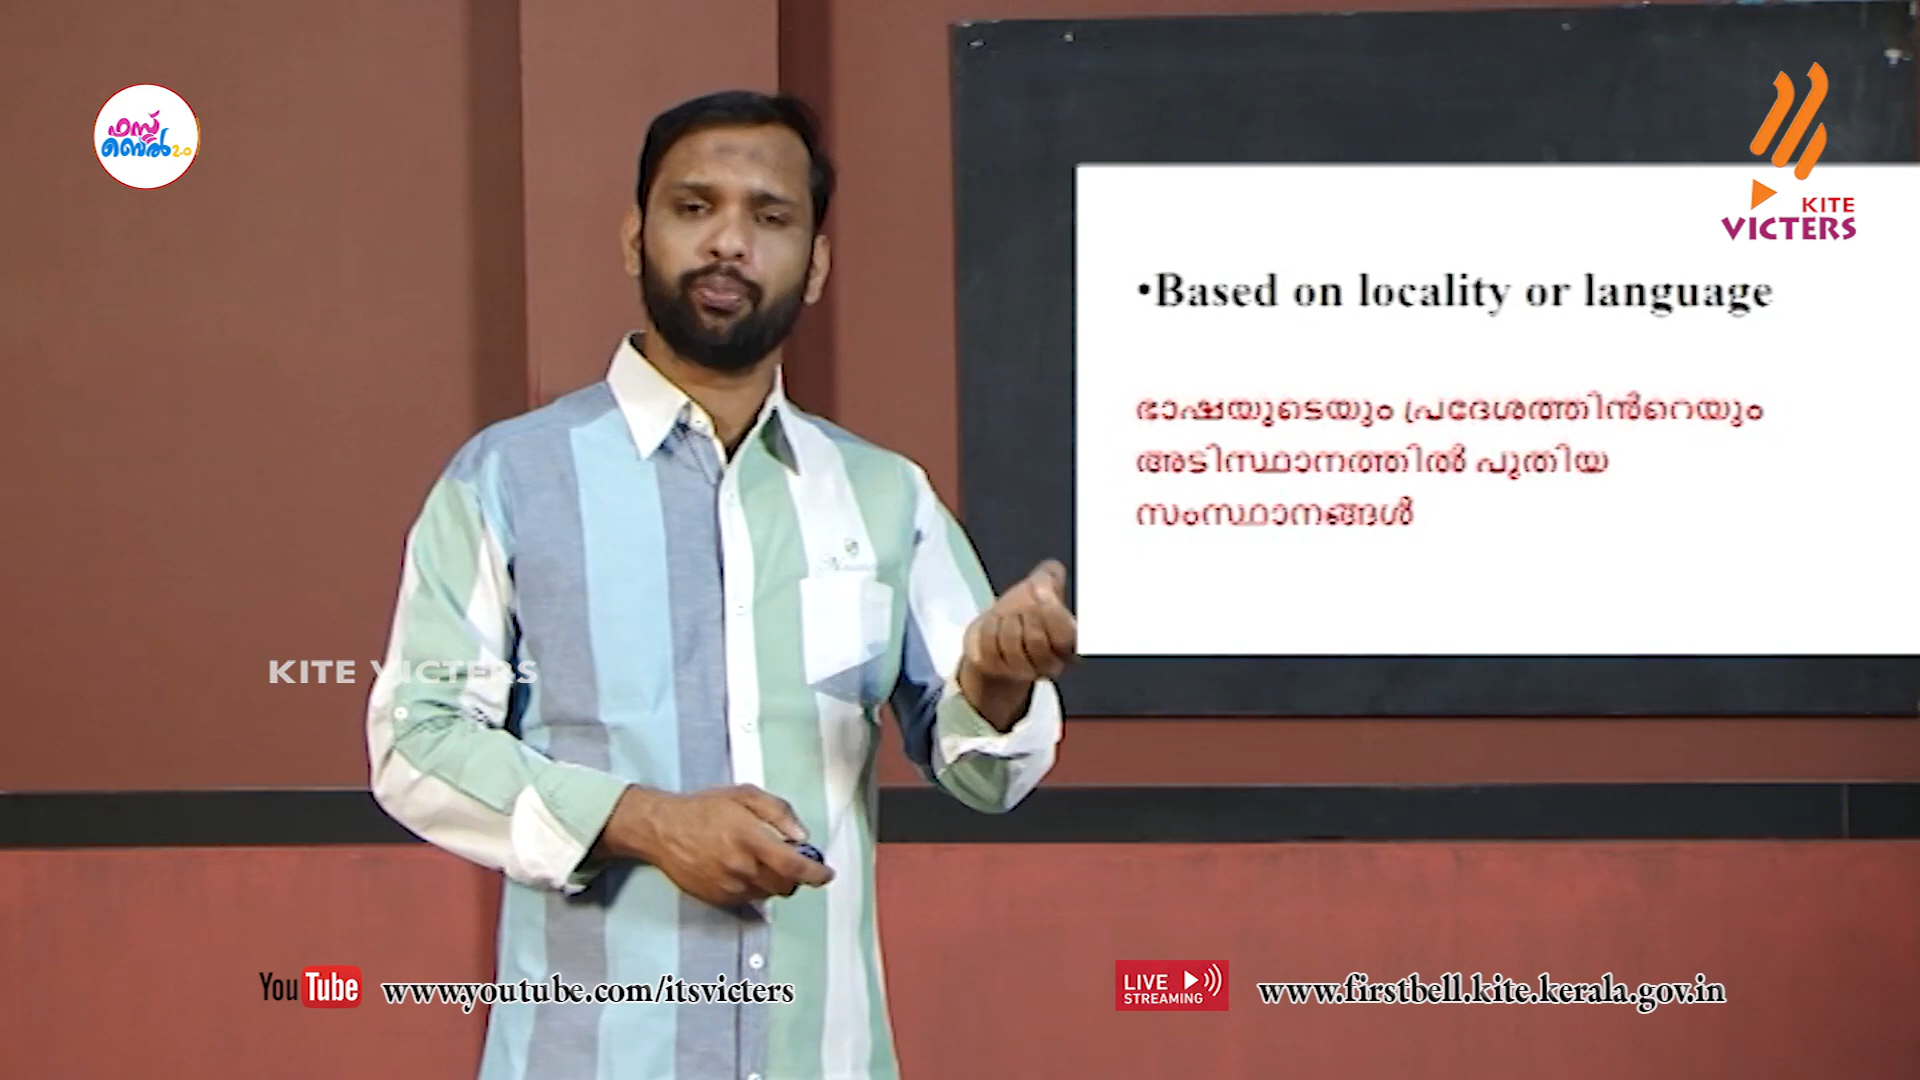 ഫസ്റ്റ്
ബെൽ 2.0
KITE
VICTERS
•Based on locality or language
ഭാഷയുടെയും പ്രദേശത്തിൻറെയും
അടിസ്ഥാനത്തിൽ പുതിയ
സംസ്ഥാനങ്ങൾ
KITE VICTERS
YouTube www.youtube.com/itsvicters
LIVE
STREAMING
www.firstbell.kite.kerala.gov.in